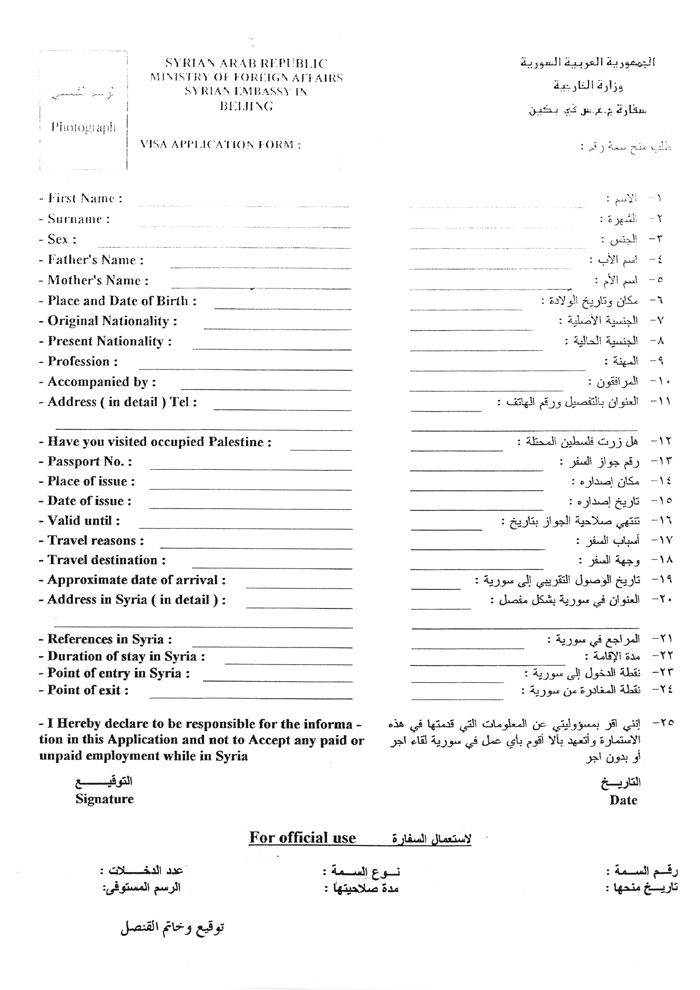 SYRIAN ARAB REPUBLIC
MINISTRY OF FOREIGN AFFAIRS
SYRIAN EMBASSY IN
BEIJING
VISA APPLICATION FORM :
الجمهورية العربية السورية
وزارة الخارجية
سفارة ج.ع.س في بكين
طلب منح سمة رقم :
الرسم الشمسي
Photograph
- First Name : ١- الاسم :
- Surname : ٢- الشهرة :
- Sex : ٣- الجنس :
- Father's Name : ٤- اسم الأب :
- Mother's Name : ٥- اسم الأم :
- Place and Date of Birth : ٦- مكان وتاريخ الولادة :
- Original Nationality : ٧- الجنسية الأصلية :
- Present Nationality : ٨- الجنسية الحالية :
- Profession : ٩- المهنة :
- Accompanied by : ١٠- المرافقون :
- Address ( in detail ) Tel : ١١- العنوان بالتفصيل ورقم الهاتف :
- Have you visited occupied Palestine : ١٢- هل زرت فلسطين المحتلة :
- Passport No. : ١٣- رقم جواز السفر :
- Place of issue : ١٤- مكان إصداره :
- Date of issue : ١٥- تاريخ إصداره :
- Valid until : ١٦- تنتهي صلاحية الجواز بتاريخ :
- Travel reasons : ١٧- أسباب السفر :
- Travel destination : ١٨- وجهة السفر :
- Approximate date of arrival : ١٩- تاريخ الوصول التقريبي إلى سورية :
- Address in Syria ( in detail ) : ٢٠- العنوان في سورية بشكل مفصل :
- References in Syria : ٢١- المراجع في سورية :
- Duration of stay in Syria : ٢٢- مدة الإقامة :
- Point of entry in Syria : ٢٣- نقطة الدخول إلى سورية :
- Point of exit : ٢٤- نقطة المغادرة من سورية :
- I Hereby declare to be responsible for the informa -
tion in this Application and not to Accept any paid or
unpaid employment while in Syria
٢٥- إنني اقر بمسؤوليتي عن المعلومات التي قدمتها في هذه
الاستمارة وأتعهد بألا أقوم بأي عمل في سورية لقاء اجر
أو بدون اجر
التوقيــــع التاريــخ
Signature Date
For official use لاستعمال السفارة
رقـم الســمة : نــوع السـمة : عدد الدخــلات :
تاريـخ منحها : مدة صلاحيتها : الرسم المستوفى:
توقيع وخاتم القنصل